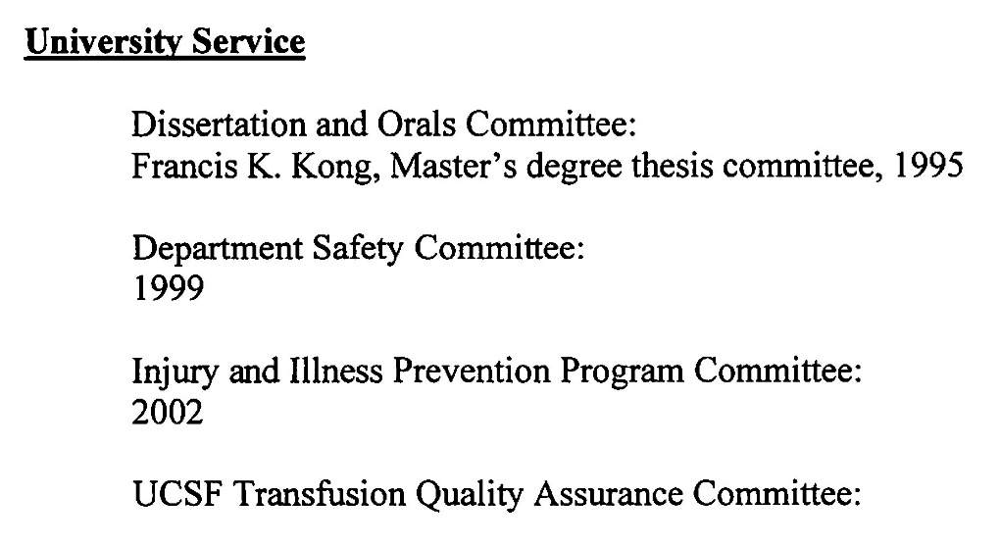 University Service
Dissertation and Orals Committee:
Francis K. Kong, Master's degree thesis committee, 1995
Department Safety Committee:
1999
Injury and Illness Prevention Program Committee:
2002
UCSF Transfusion Quality Assurance Committee: